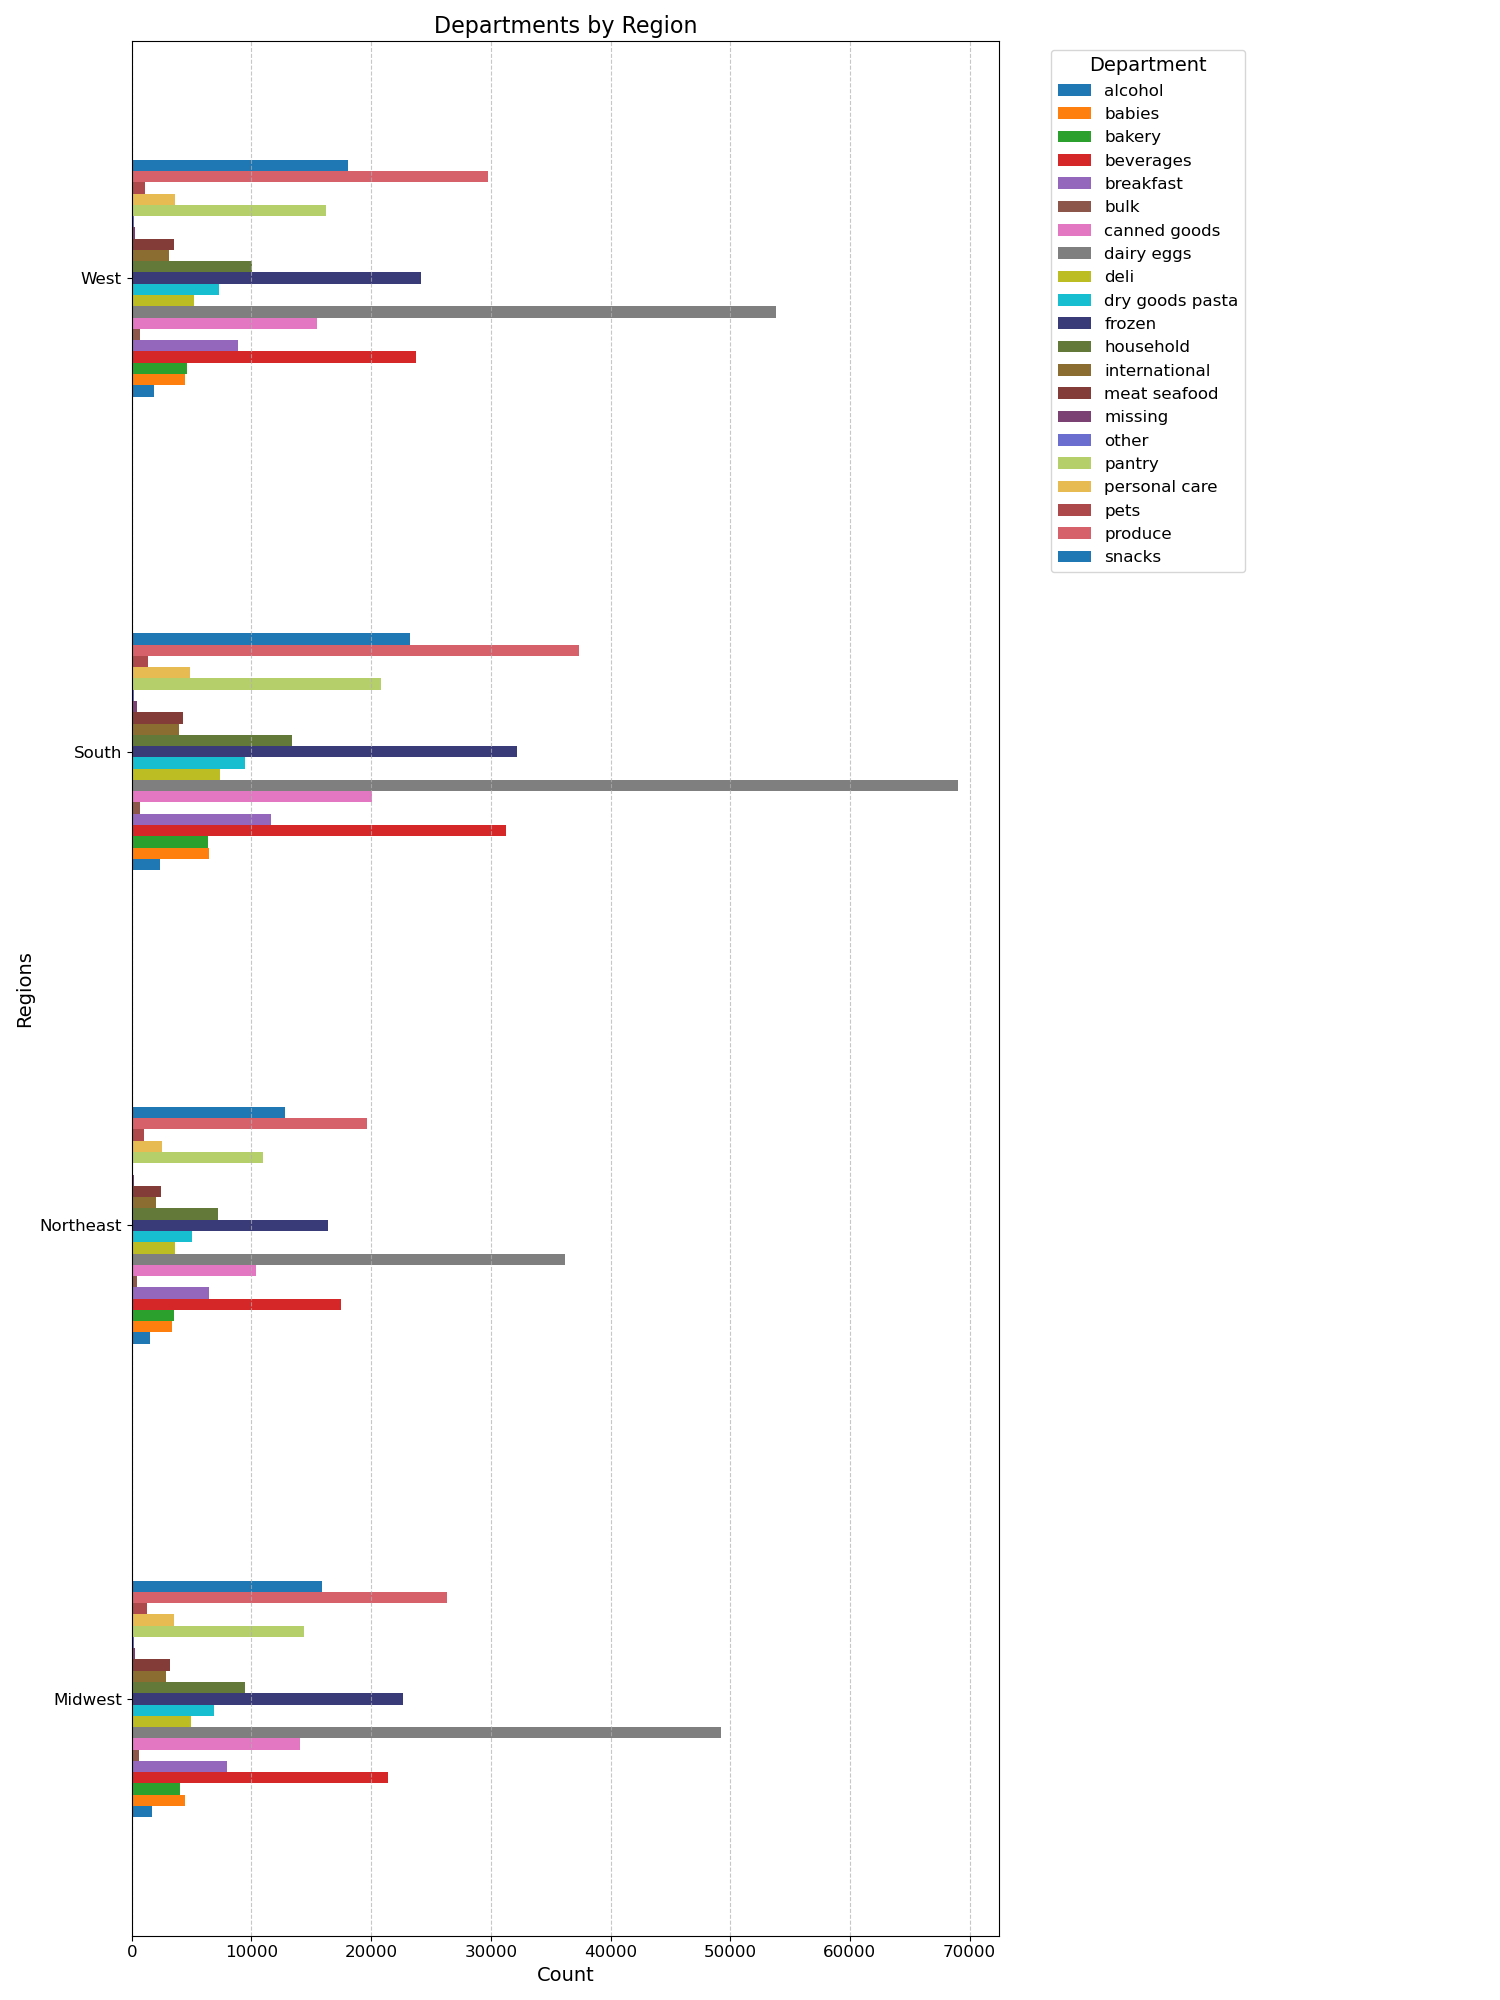 Departments by Region
Department
alcohol
babies
bakery
beverages
breakfast
bulk
canned goods
dairy eggs
deli
dry goods pasta
frozen
household
international
meat seafood
missing
other
pantry
personal care
pets
produce
snacks
Regions
West
South
Northeast
Midwest
0 10000 20000 30000 40000 50000 60000 70000
Count